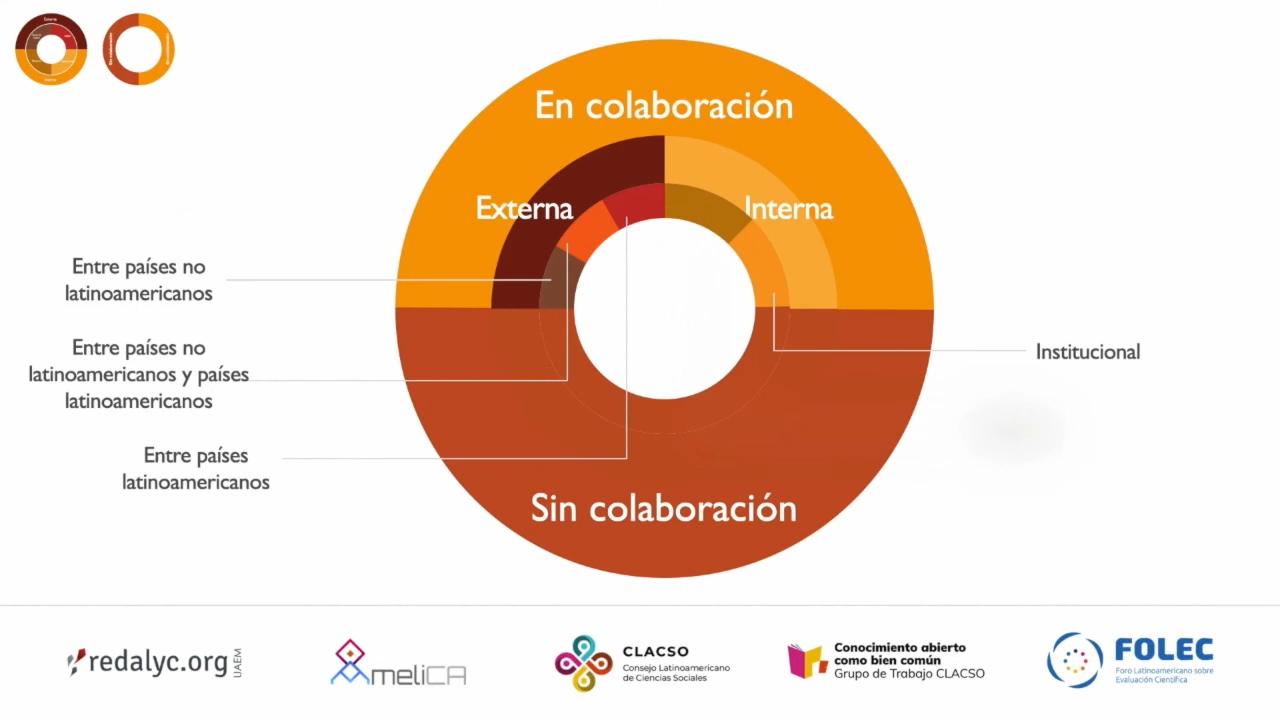 En colaboración
Externa
Interna
Entre países no
latinoamericanos
Entre países no
latinoamericanos y países
latinoamericanos
Entre países
latinoamericanos
Institucional
Sin colaboración
redalyc.org
UAEM
AmeliCA
CLACSO
Consejo Latinoamericano
de Ciencias Sociales
Conocimiento abierto
como bien común
Grupo de Trabajo CLACSO
FOLEC
Foro Latinoamericano sobre
Evaluación Científica